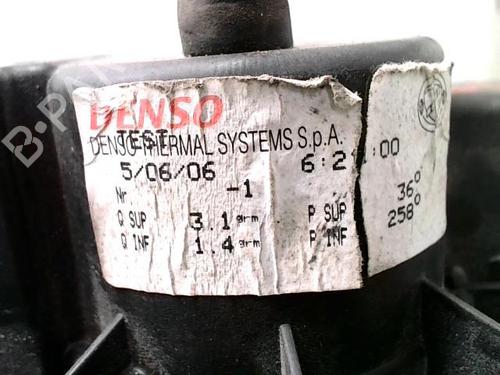 DENSO
TEST
DENSO THERMAL SYSTEMS S.p.A.
5/06/06 6:2 :00
Nr. -1 36°
Q SUP 3.1 grm P SUP 258°
Q INF 1.4 grm P INF